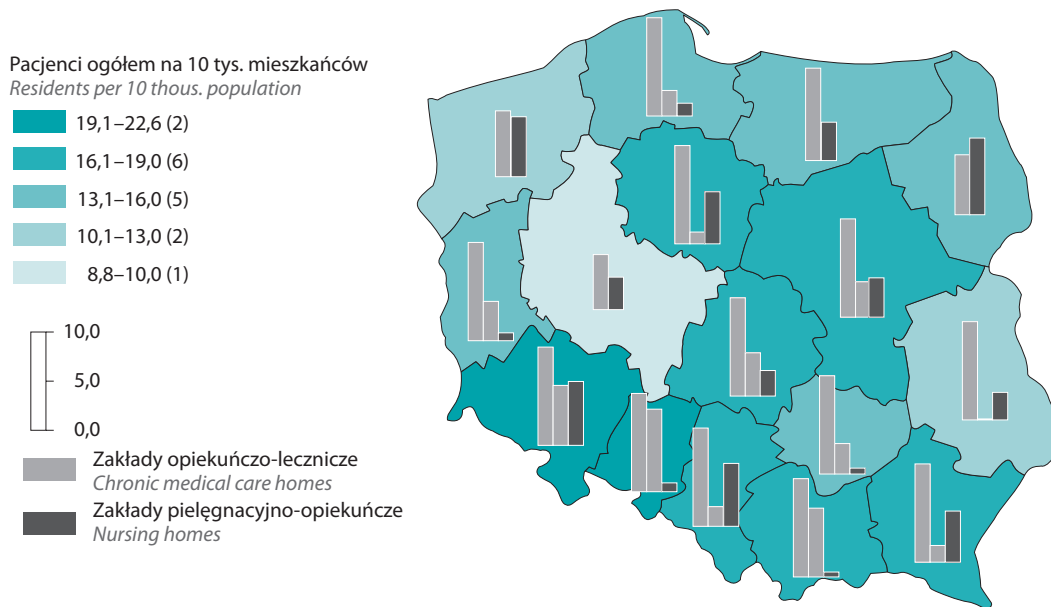 Pacjenci ogółem na 10 tys. mieszkańców
Residents per 10 thous. population
19,1–22,6 (2)
16,1–19,0 (6)
13,1–16,0 (5)
10,1–13,0 (2)
8,8–10,0 (1)
10,0
5,0
0,0
Zakłady opiekuńczo-lecznicze
Chronic medical care homes
Zakłady pielęgnacyjno-opiekuńcze
Nursing homes